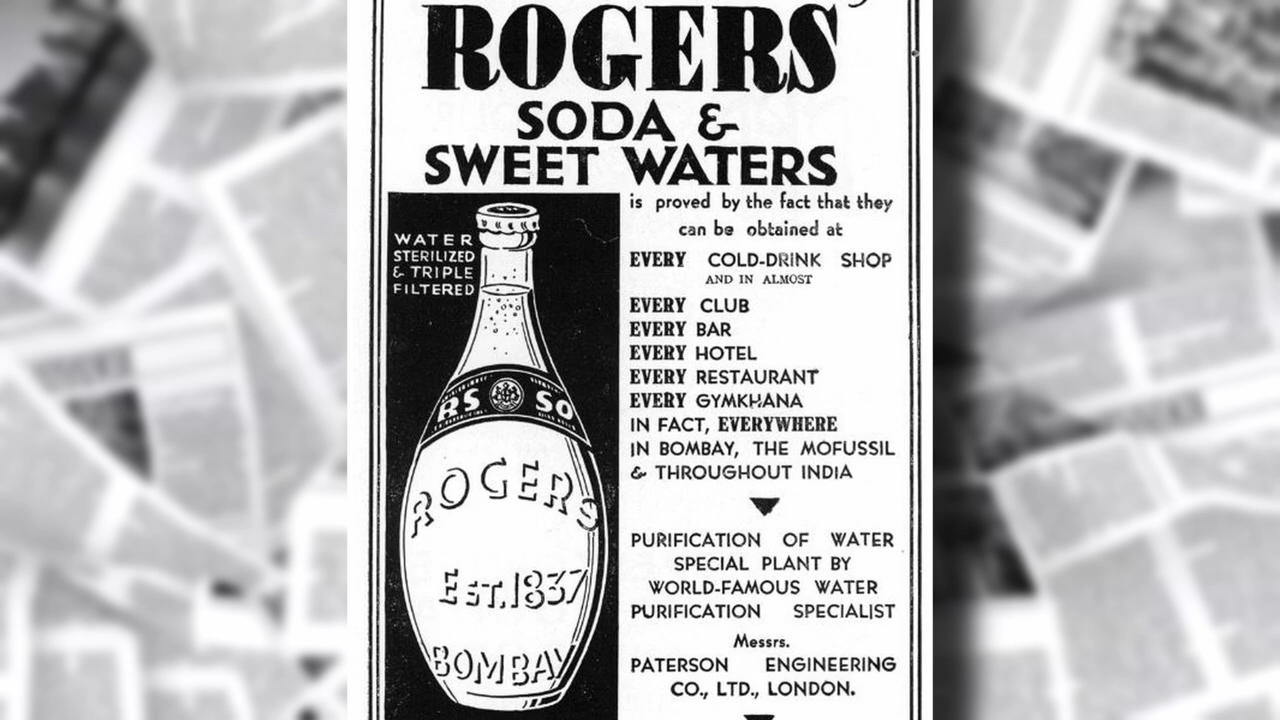 ROGERS'
SODA &
SWEET WATERS
is proved by the fact that they
can be obtained at
EVERY COLD-DRINK SHOP
AND IN ALMOST
EVERY CLUB
EVERY BAR
EVERY HOTEL
EVERY RESTAURANT
EVERY GYMKHANA
IN FACT, EVERYWHERE
IN BOMBAY, THE MOFUSSIL
& THROUGHOUT INDIA
PURIFICATION OF WATER
SPECIAL PLANT BY
WORLD-FAMOUS WATER
PURIFICATION SPECIALIST
Messrs.
PATERSON ENGINEERING
CO., LTD., LONDON.
WATER
STERILIZED
& TRIPLE
FILTERED
RS SO
ROGERS
EST. 1837
BOMBAY